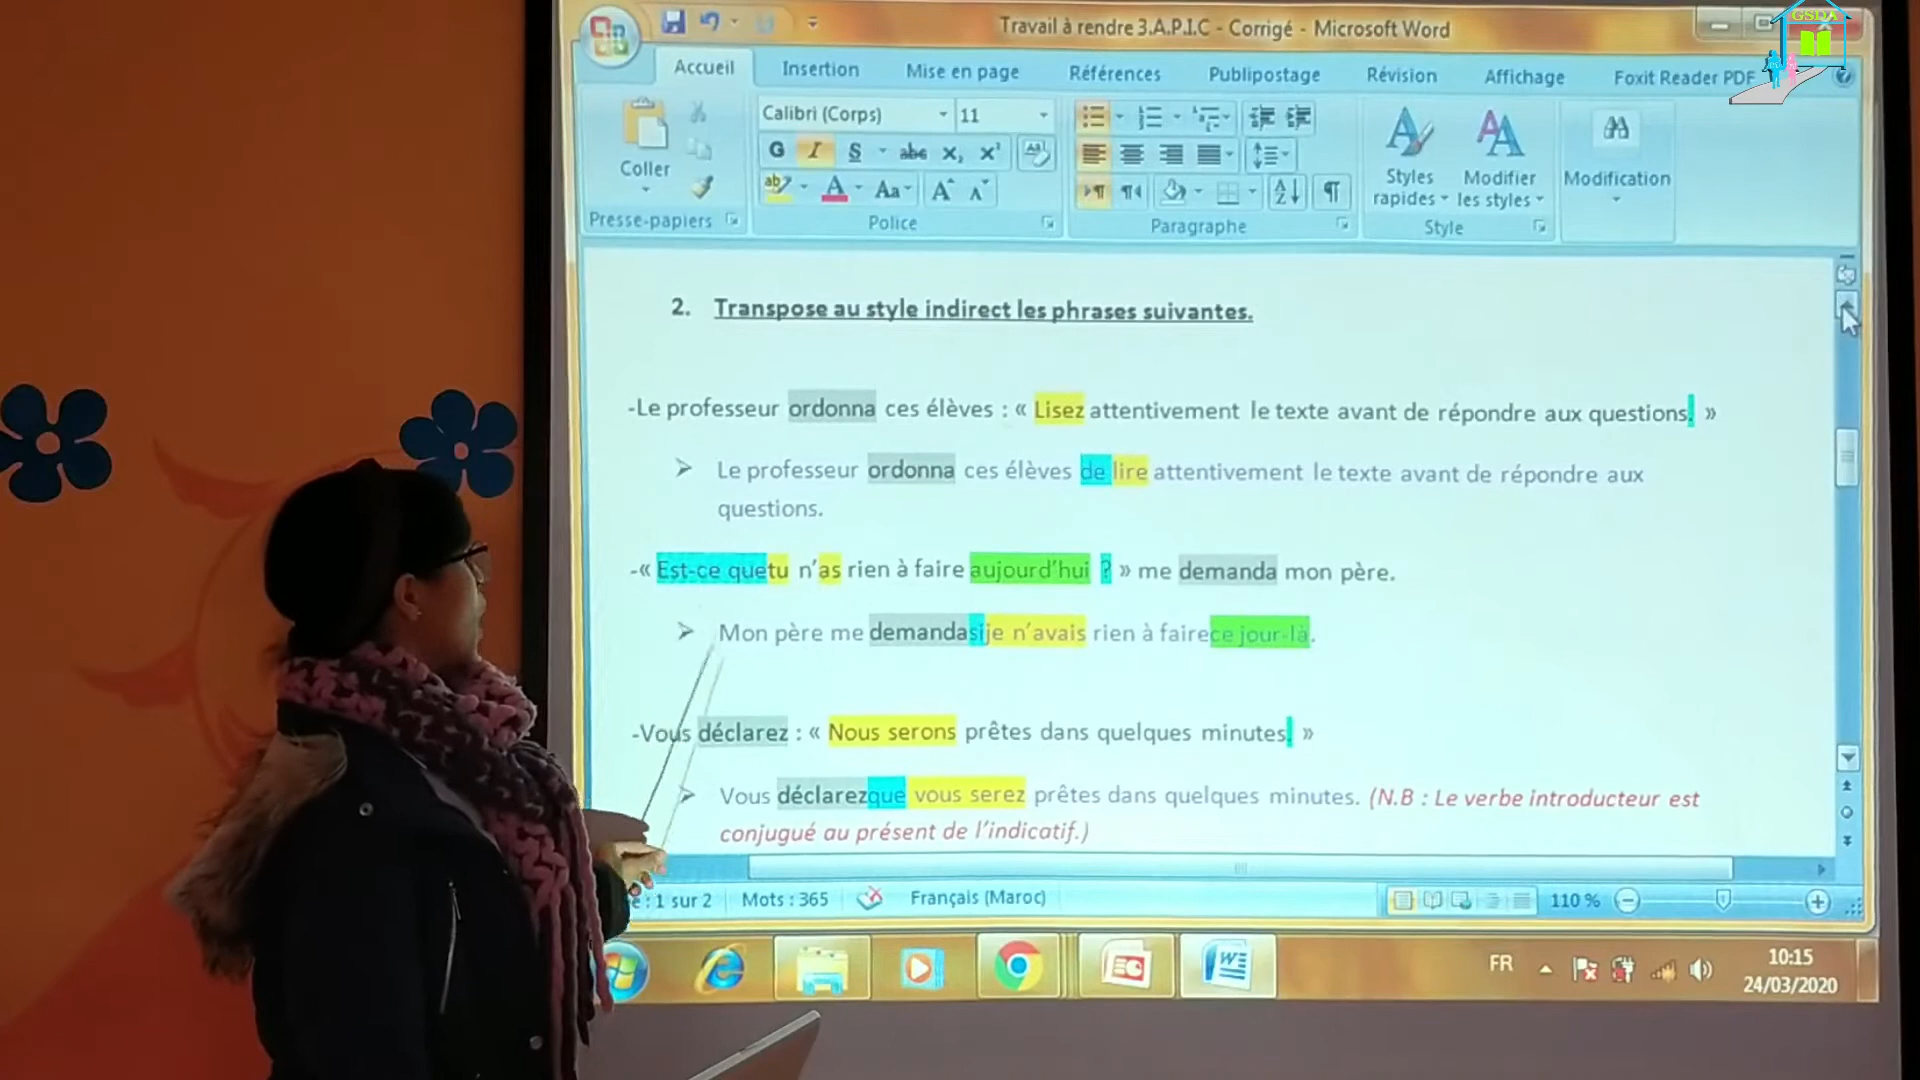 GSDA
Travail à rendre 3.A.P.I.C - Corrigé - Microsoft Word
Accueil Insertion Mise en page Références Publipostage Révision Affichage Foxit Reader PDF
Calibri (Corps) 11
Coller
G I S abc X₂ X²
ab A Aa A A
Styles rapides
Modifier les styles
Modification
Presse-papiers Police Paragraphe Style
2. Transpose au style indirect les phrases suivantes.
-Le professeur ordonna ces élèves : « Lisez attentivement le texte avant de répondre aux questions. »
Le professeur ordonna ces élèves de lire attentivement le texte avant de répondre aux
questions.
-« Est-ce quetu n'as rien à faire aujourd'hui ? » me demanda mon père.
Mon père me demandasije n'avais rien à fairece jour-là.
-Vous déclarez : « Nous serons prêtes dans quelques minutes. »
Vous déclarezque vous serez prêtes dans quelques minutes. (N.B : Le verbe introducteur est
conjugué au présent de l'indicatif.)
: 1 sur 2 Mots : 365 Français (Maroc) 110 %
FR 10:15
24/03/2020